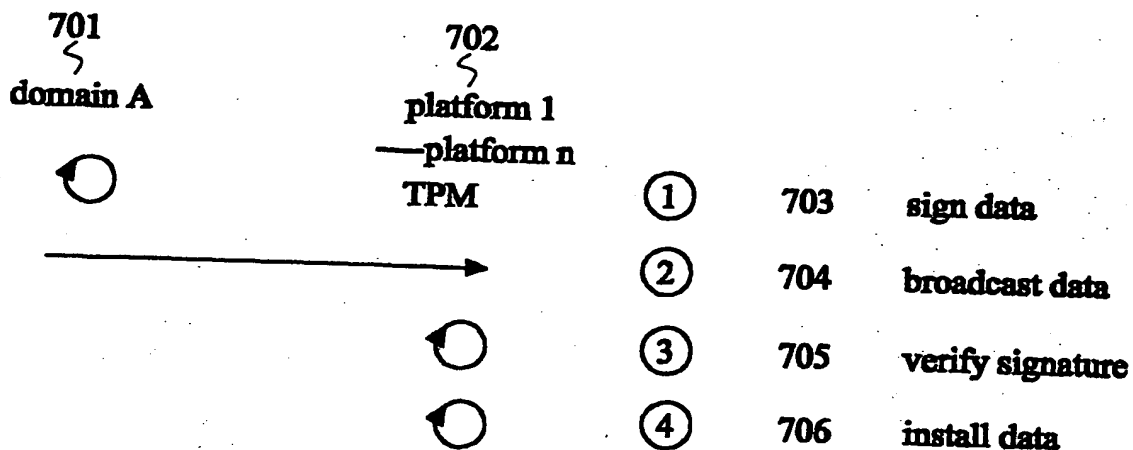 701
702
domain A
platform 1
platform n
TPM
1 703 sign data
2 704 broadcast data
3 705 verify signature
4 706 install data